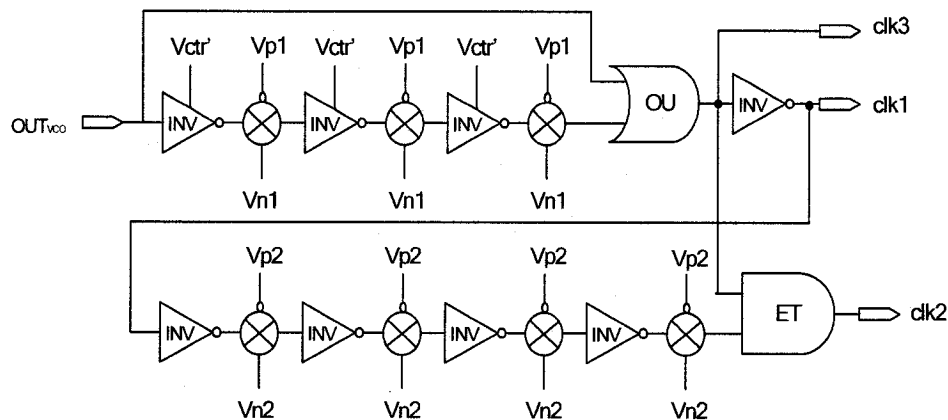 Vctr' Vp1 Vctr' Vp1 Vctr' Vp1 clk3
OUTvco INV INV INV OU INV clk1
Vn1 Vn1 Vn1
Vp2 Vp2 Vp2 Vp2
INV INV INV INV ET clk2
Vn2 Vn2 Vn2 Vn2